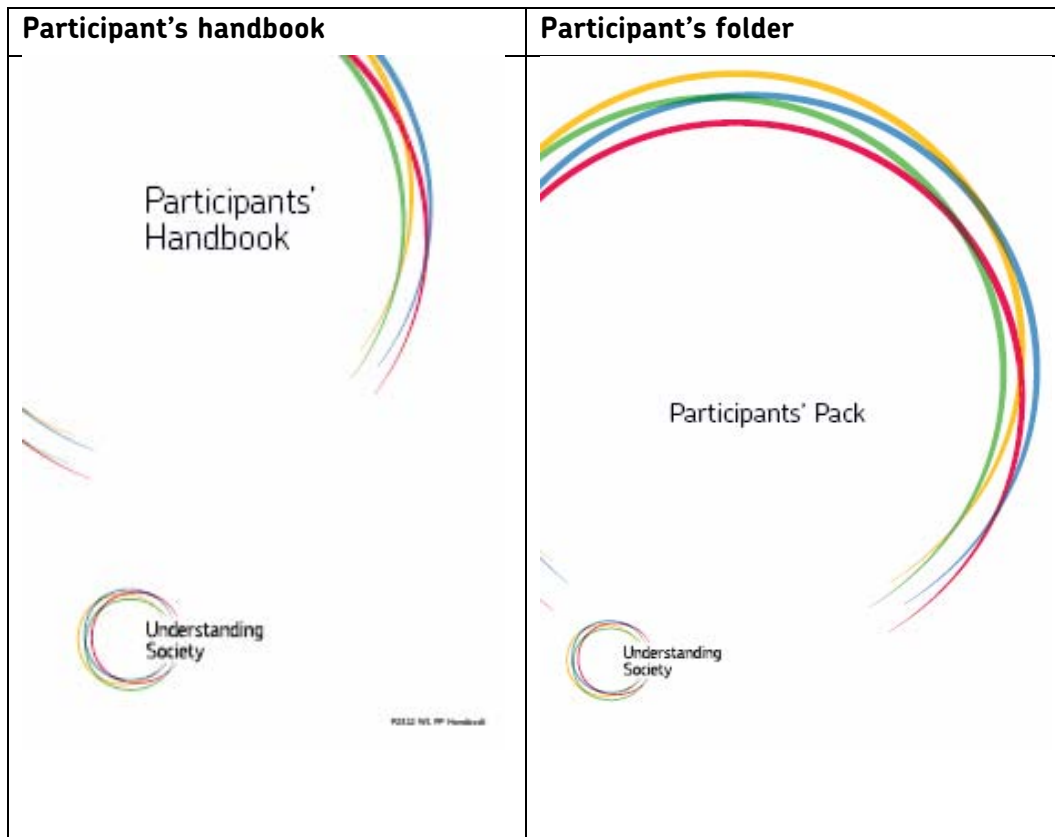 Participant's handbook
Participant's folder
Participants'
Handbook
Understanding
Society
Participants' Pack
Understanding
Society